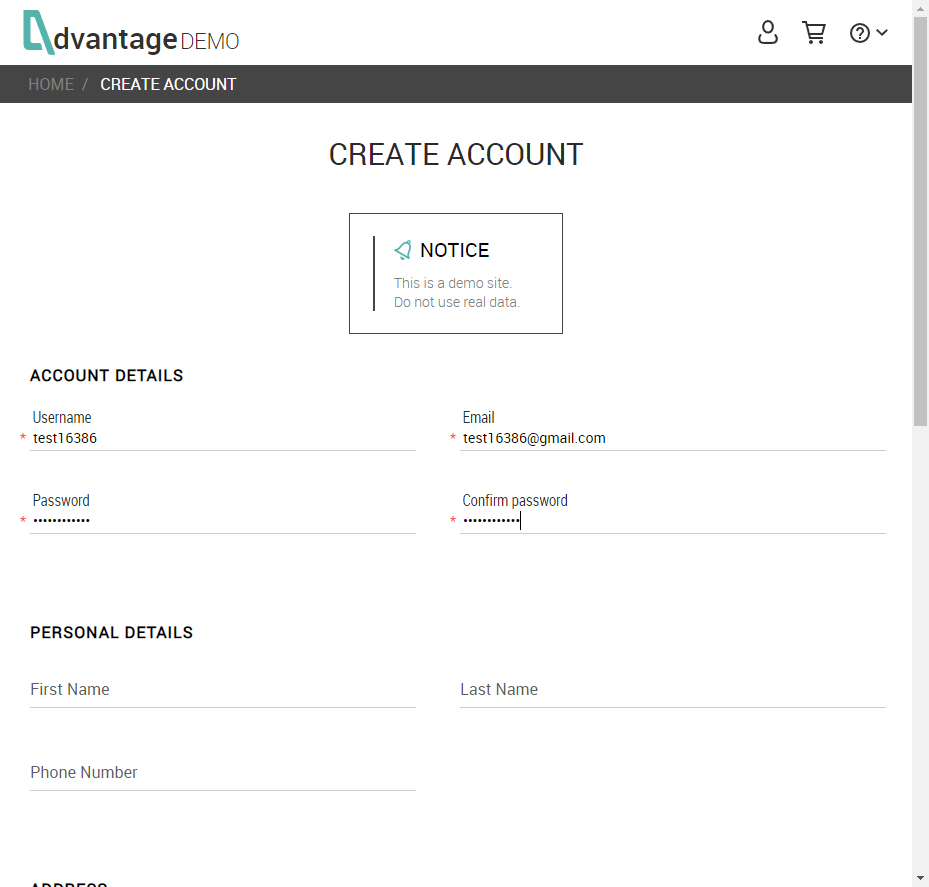 dvantage DEMO
HOME / CREATE ACCOUNT
CREATE ACCOUNT
NOTICE
This is a demo site.
Do not use real data.
ACCOUNT DETAILS
Username
* test16386
Email
* test16386@gmail.com
Password
* ••••••••••••
Confirm password
* ••••••••••••
PERSONAL DETAILS
First Name
Last Name
Phone Number
ADDRESS